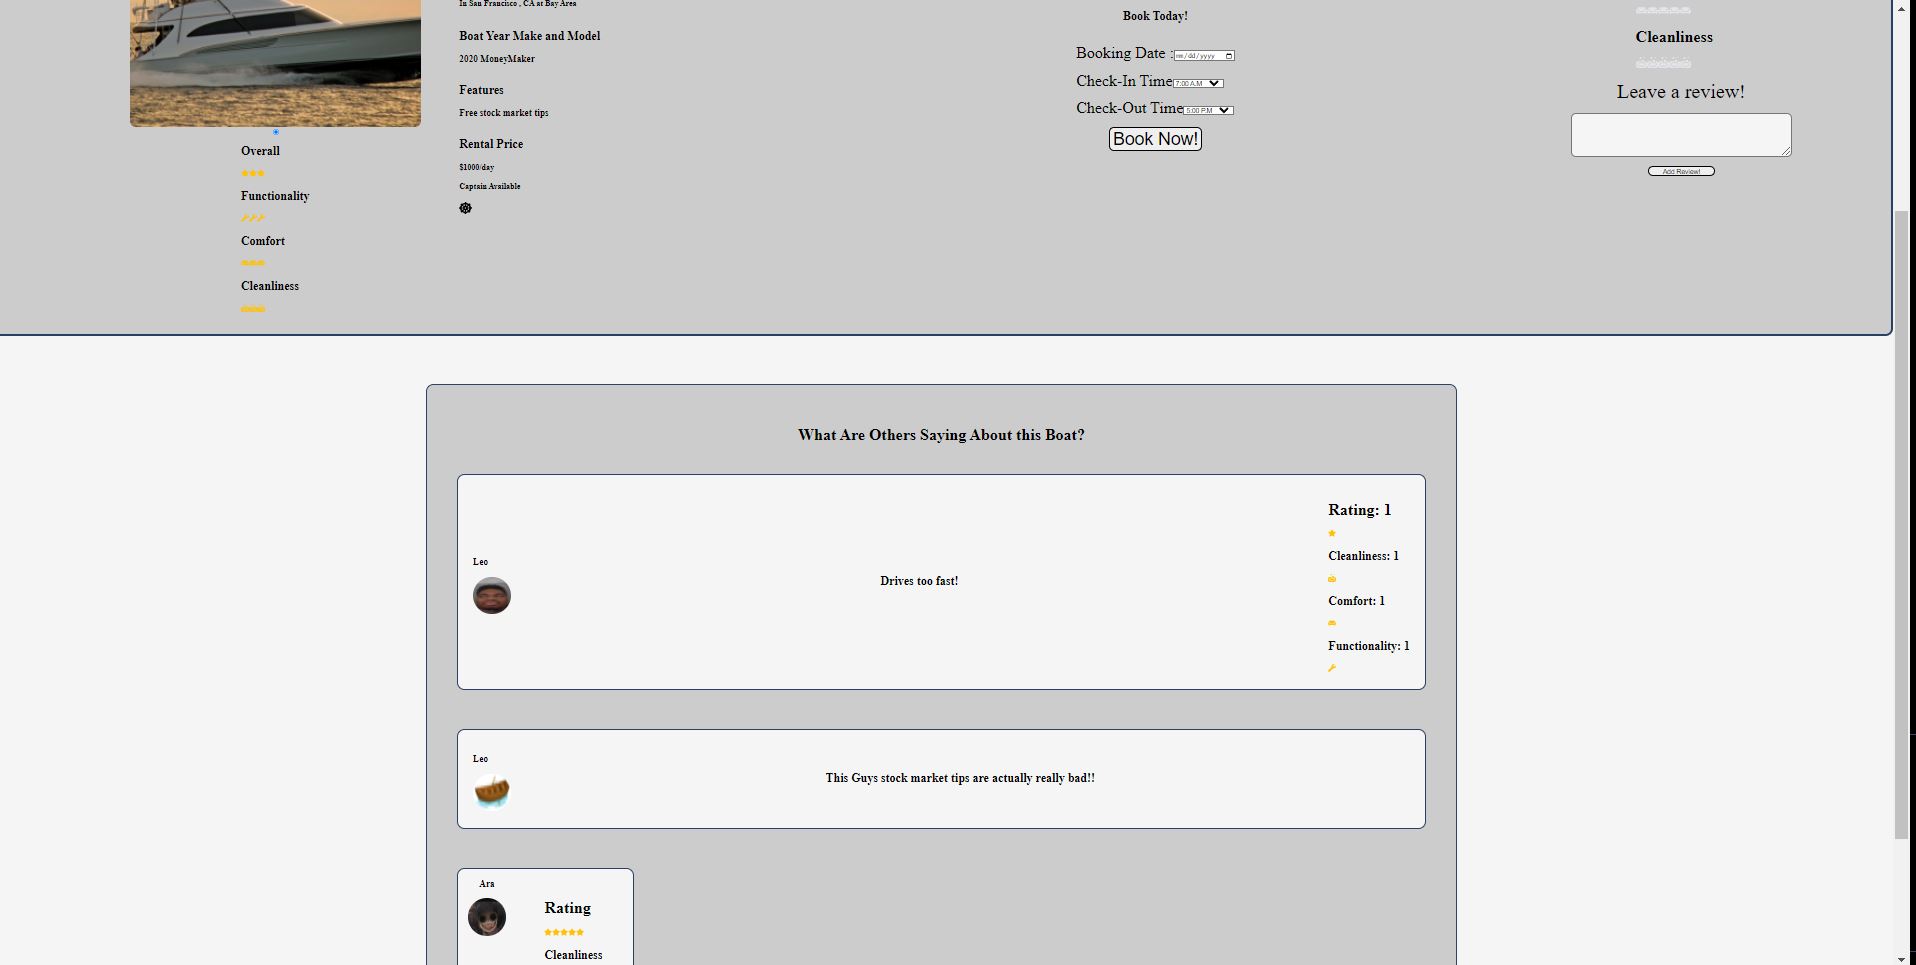 In San Francisco , CA at Bay Area
Boat Year Make and Model
2020 MoneyMaker
Features
Free stock market tips
Rental Price
$1000/day
Captain Available
Overall
Functionality
Comfort
Cleanliness
Book Today!
Booking Date :mm/dd/yyyy
Check-In Time 7:00 A.M
Check-Out Time 5:00 P.M
Book Now!
Cleanliness
Leave a review!
Add Review!
What Are Others Saying About this Boat?
Leo
Drives too fast!
Rating: 1
Cleanliness: 1
Comfort: 1
Functionality: 1
Leo
This Guys stock market tips are actually really bad!!
Ara
Rating
Cleanliness